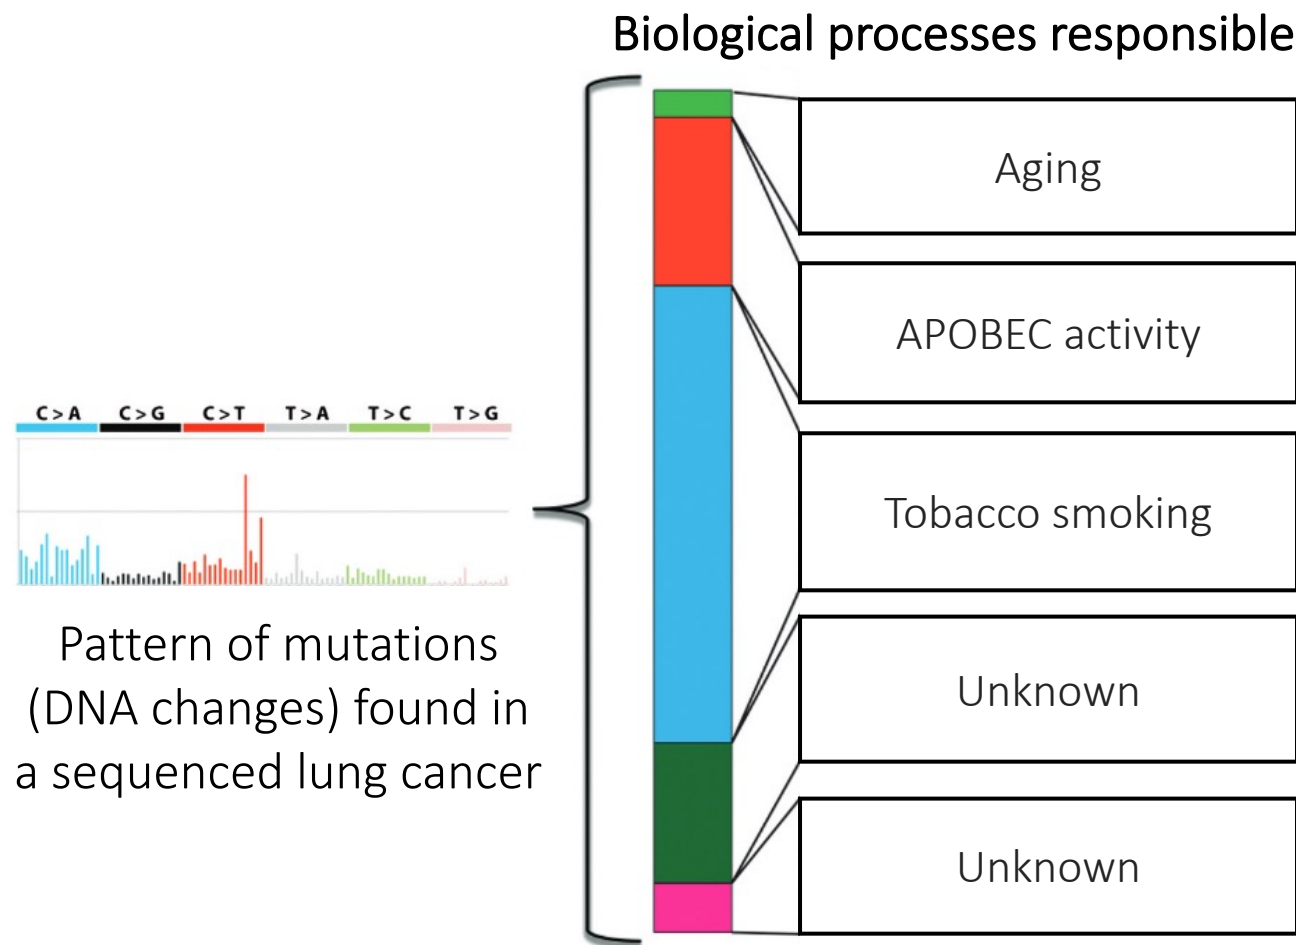 Biological processes responsible
Aging
APOBEC activity
Tobacco smoking
Unknown
Unknown
C > A C > G C > T T > A T > C T > G
Pattern of mutations
(DNA changes) found in
a sequenced lung cancer